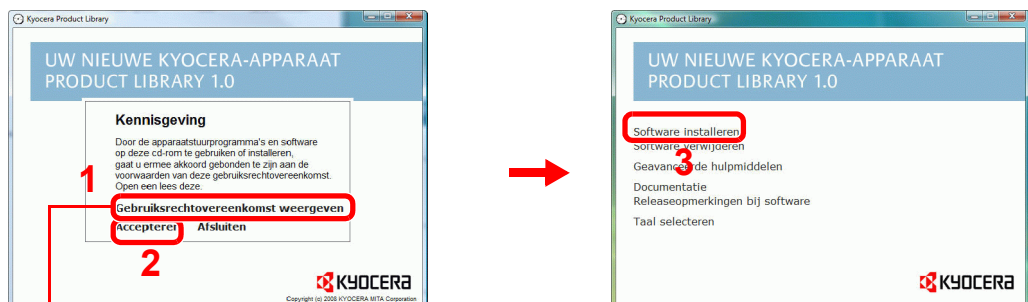 Kyocera Product Library
UW NIEUWE KYOCERA-APPARAAT
PRODUCT LIBRARY 1.0
Kennisgeving
Door de apparaatstuurprogramma's en software
op deze cd-rom te gebruiken of installeren,
gaat u ermee akkoord gebonden te zijn aan de
voorwaarden van deze gebruiksrechtovereenkomst.
Open een lees deze.
1
Gebruiksrechtovereenkomst weergeven
Accepteren Afsluiten
2
KYOCERA
Copyright (c) 2008 KYOCERA MITA Corporation
Kyocera Product Library
UW NIEUWE KYOCERA-APPARAAT
PRODUCT LIBRARY 1.0
Software installeren
Software verwijderen
3
Geavanceerde hulpmiddelen
Documentatie
Releaseopmerkingen bij software
Taal selecteren
KYOCERA